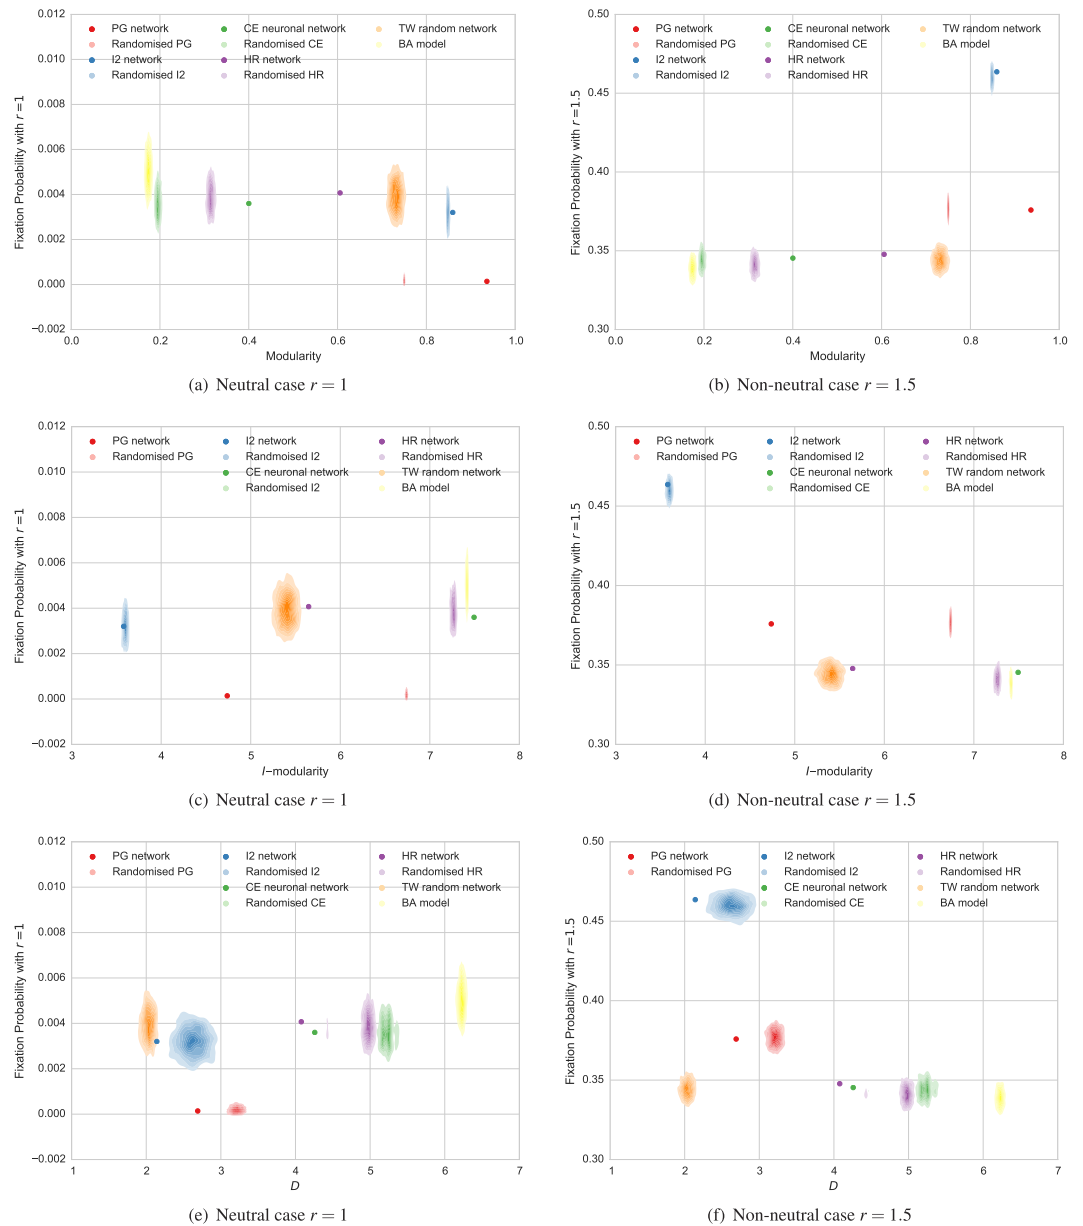 0.012
0.010
0.008
0.006
0.004
0.002
0.000
−0.002
Fixation Probability with r =1
PG network
Randomised PG
I2 network
Randomised I2
CE neuronal network
Randomised CE
HR network
Randomised HR
TW random network
BA model
0.0 0.2 0.4 0.6 0.8 1.0
Modularity
(a) Neutral case r = 1
0.50
0.45
0.40
0.35
0.30
Fixation Probability with r =1.5
PG network
Randomised PG
I2 network
Randomised I2
CE neuronal network
Randomised CE
HR network
Randomised HR
TW random network
BA model
0.0 0.2 0.4 0.6 0.8 1.0
Modularity
(b) Non-neutral case r = 1.5
0.012
0.010
0.008
0.006
0.004
0.002
0.000
−0.002
Fixation Probability with r =1
PG network
Randomised PG
I2 network
Randmoised I2
CE neuronal network
Randomised I2
HR network
Randomised HR
TW random network
BA model
3 4 5 6 7 8
I−modularity
(c) Neutral case r = 1
0.50
0.45
0.40
0.35
0.30
Fixation Probability with r =1.5
PG network
Randomised PG
I2 network
Randomised I2
CE neuronal network
Randomised CE
HR network
Randomised HR
TW random network
BA model
3 4 5 6 7 8
I−modularity
(d) Non-neutral case r = 1.5
0.012
0.010
0.008
0.006
0.004
0.002
0.000
−0.002
Fixation Probability with r =1
PG network
Randomised PG
I2 network
Randomised I2
CE neuronal network
Randomised CE
HR network
Randomised HR
TW random network
BA model
1 2 3 4 5 6 7
D
(e) Neutral case r = 1
0.50
0.45
0.40
0.35
0.30
Fixation Probability with r =1.5
PG network
Randomised PG
I2 network
Randomised I2
CE neuronal network
Randomised CE
HR network
Randomised HR
TW random network
BA model
1 2 3 4 5 6 7
D
(f) Non-neutral case r = 1.5